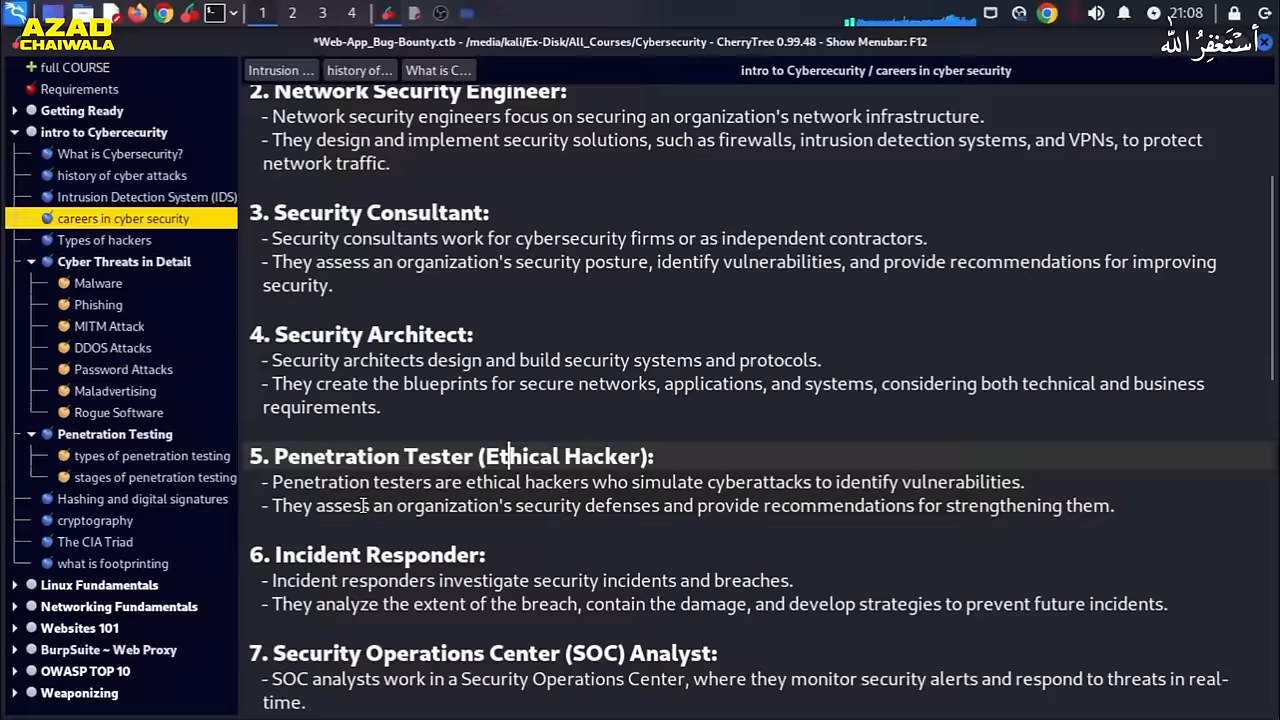 1 2 3 4 21:08
AZAD
CHAIWALA
*Web-App_Bug-Bounty.ctb - /media/kali/Ex-Disk/All_Courses/Cybersecurity - CherryTree 0.99.48 - Show Menubar: F12
أستغفر الله
full COURSE
Requirements
Getting Ready
intro to Cybercecurity
What is Cybersecurity?
history of cyber attacks
Intrusion Detection System (IDS)
careers in cyber security
Types of hackers
Cyber Threats in Detail
Malware
Phishing
MITM Attack
DDOS Attacks
Password Attacks
Maladvertising
Rogue Software
Penetration Testing
types of penetration testing
stages of penetration testing
Hashing and digital signatures
cryptography
The CIA Triad
what is footprinting
Linux Fundamentals
Networking Fundamentals
Websites 101
BurpSuite ~ Web Proxy
OWASP TOP 10
Weaponizing
Intrusion ... history of... What is C... intro to Cybercecurity / careers in cyber security
2. Network Security Engineer:
- Network security engineers focus on securing an organization's network infrastructure.
- They design and implement security solutions, such as firewalls, intrusion detection systems, and VPNs, to protect
network traffic.
3. Security Consultant:
- Security consultants work for cybersecurity firms or as independent contractors.
- They assess an organization's security posture, identify vulnerabilities, and provide recommendations for improving
security.
4. Security Architect:
- Security architects design and build security systems and protocols.
- They create the blueprints for secure networks, applications, and systems, considering both technical and business
requirements.
5. Penetration Tester (Ethical Hacker):
- Penetration testers are ethical hackers who simulate cyberattacks to identify vulnerabilities.
- They assess an organization's security defenses and provide recommendations for strengthening them.
6. Incident Responder:
- Incident responders investigate security incidents and breaches.
- They analyze the extent of the breach, contain the damage, and develop strategies to prevent future incidents.
7. Security Operations Center (SOC) Analyst:
- SOC analysts work in a Security Operations Center, where they monitor security alerts and respond to threats in real-
time.